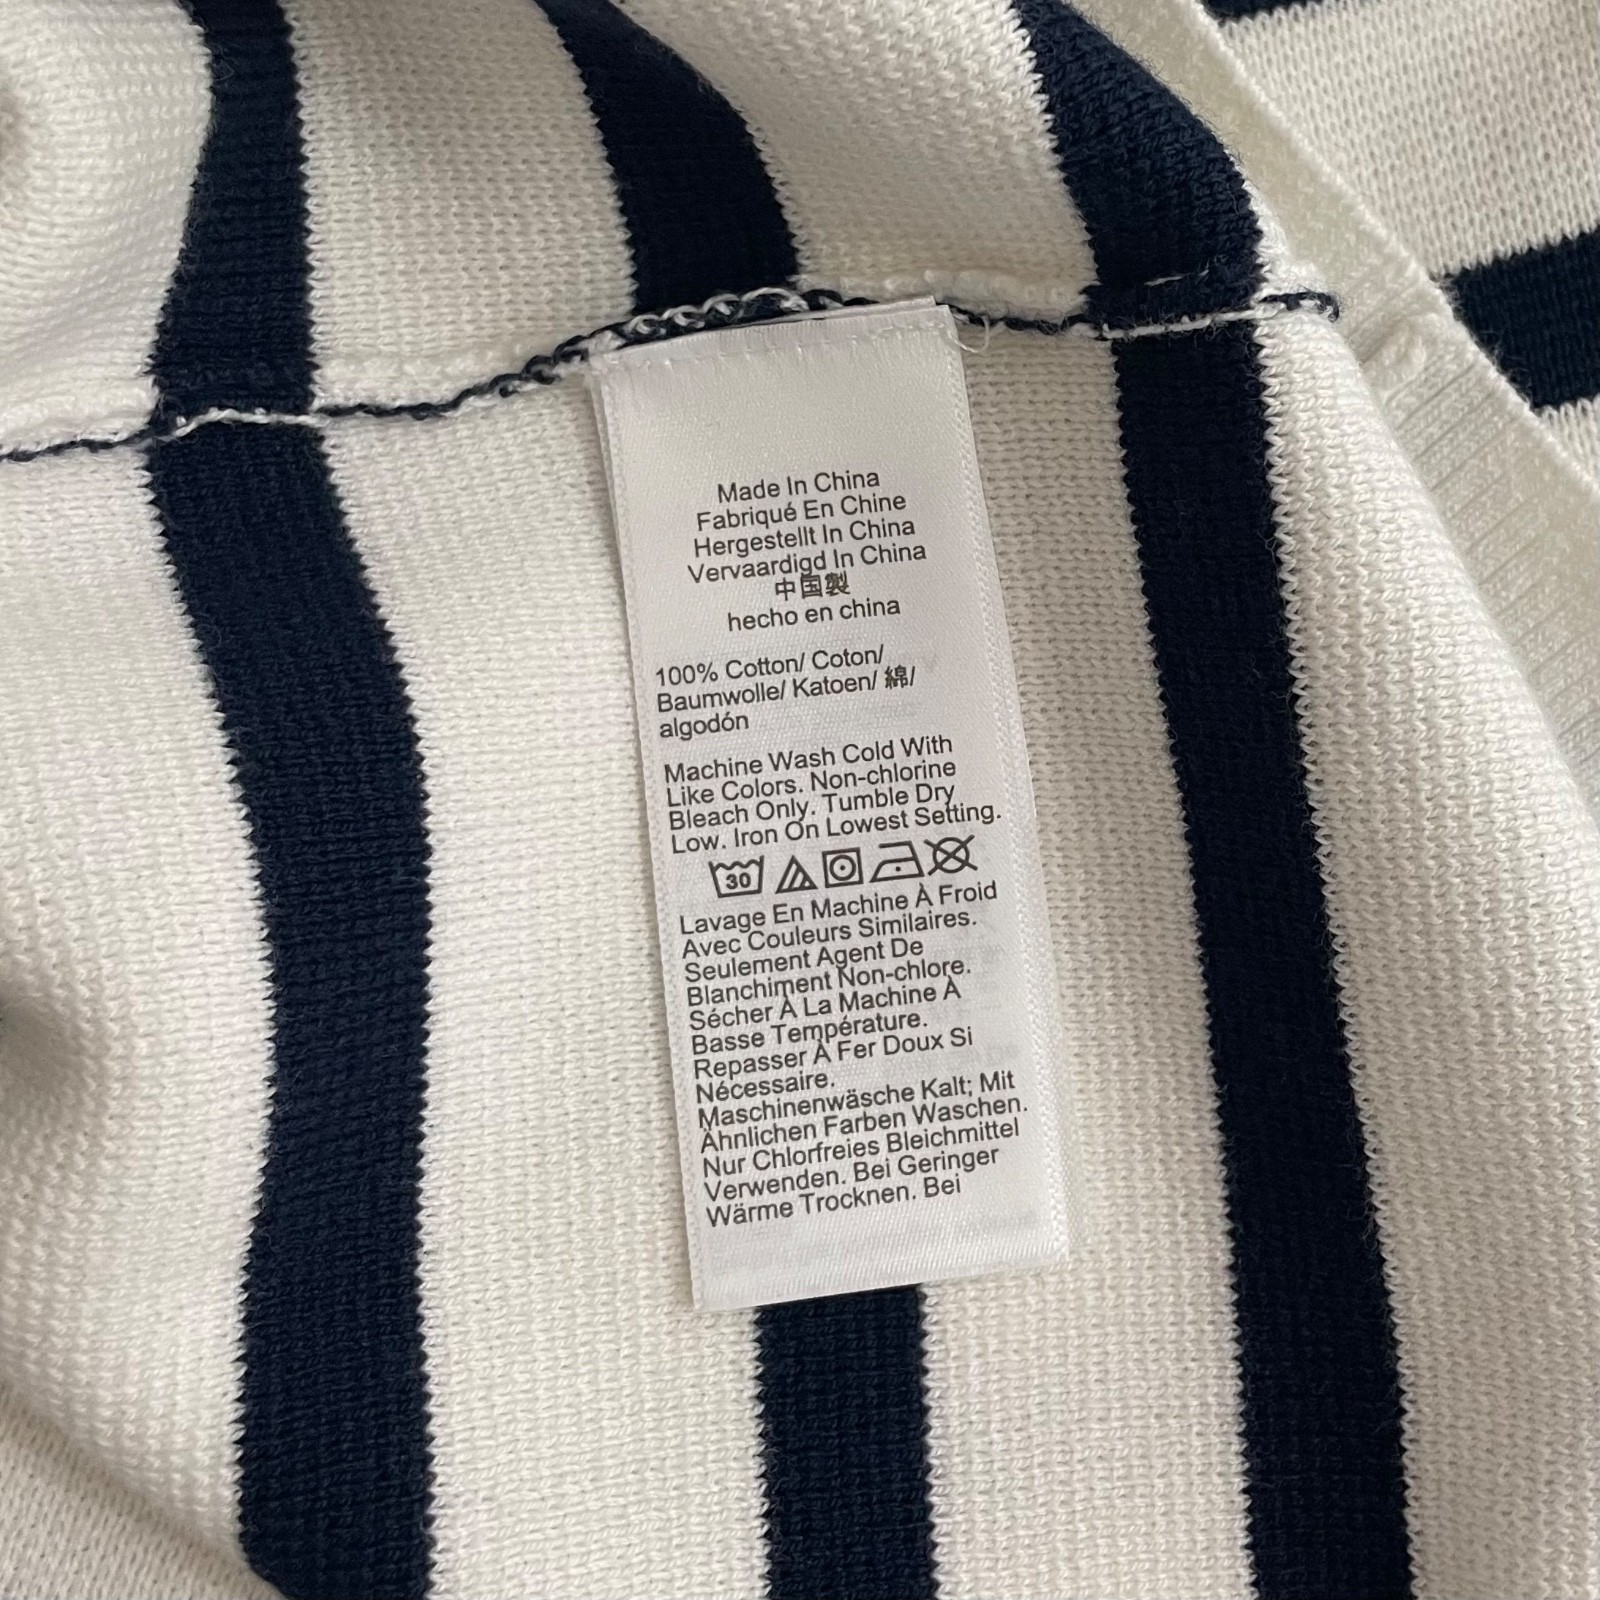 Made In China
Fabriqué En Chine
Hergestellt In China
Vervaardigd In China
中国製
hecho en china
100% Cotton/ Coton/
Baumwolle/ Katoen/ 綿/
algodón
Machine Wash Cold With
Like Colors. Non-chlorine
Bleach Only. Tumble Dry
Low. Iron On Lowest Setting.
30
Lavage En Machine À Froid
Avec Couleurs Similaires.
Seulement Agent De
Blanchiment Non-chlore.
Sécher À La Machine À
Basse Température.
Repasser À Fer Doux Si
Nécessaire.
Maschinenwäsche Kalt; Mit
Ähnlichen Farben Waschen.
Nur Chlorfreies Bleichmittel
Verwenden. Bei Geringer
Wärme Trocknen. Bei